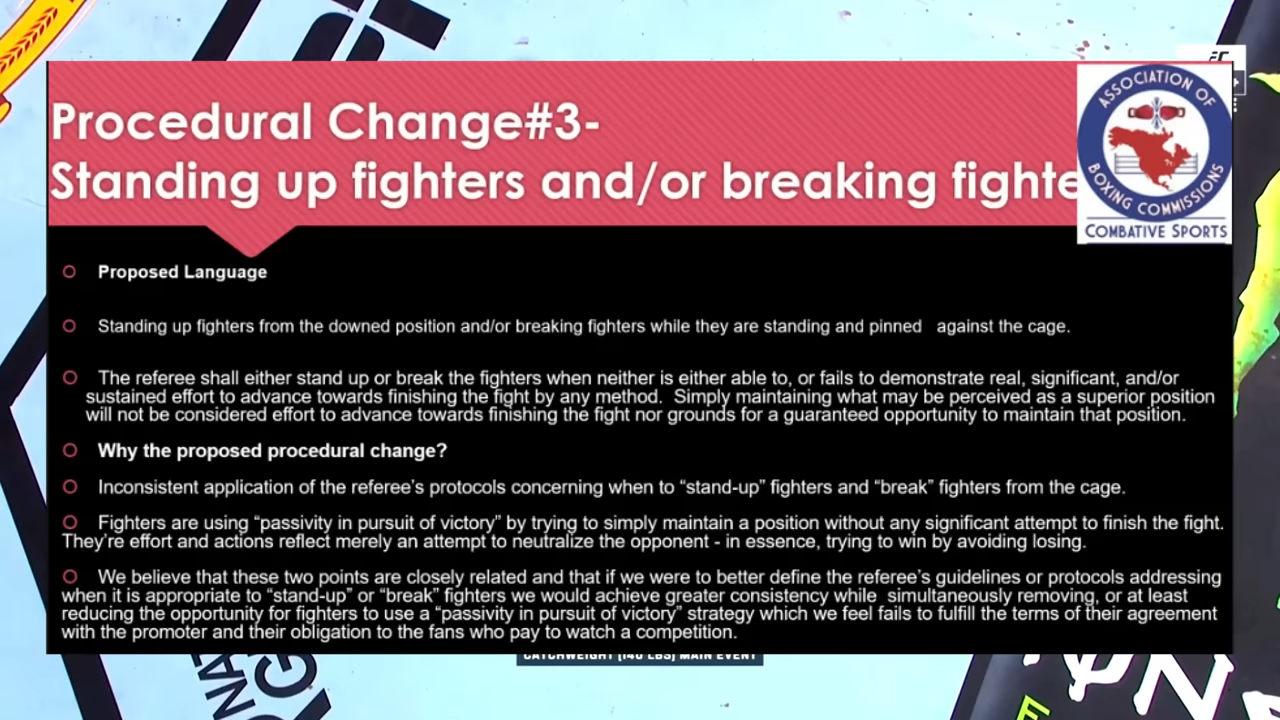 Procedural Change#3-
Standing up fighters and/or breaking fighte
ASSOCIATION OF
BOXING COMMISSIONS
COMBATIVE SPORTS
Proposed Language
Standing up fighters from the downed position and/or breaking fighters while they are standing and pinned against the cage.
The referee shall either stand up or break the fighters when neither is either able to, or fails to demonstrate real, significant, and/or
sustained effort to advance towards finishing the fight by any method. Simply maintaining what may be perceived as a superior position
will not be considered effort to advance towards finishing the fight nor grounds for a guaranteed opportunity to maintain that position.
Why the proposed procedural change?
Inconsistent application of the referee's protocols concerning when to “stand-up” fighters and “break” fighters from the cage.
Fighters are using “passivity in pursuit of victory” by trying to simply maintain a position without any significant attempt to finish the fight.
They're effort and actions reflect merely an attempt to neutralize the opponent - in essence, trying to win by avoiding losing.
We believe that these two points are closely related and that if we were to better define the referee's guidelines or protocols addressing
when it is appropriate to “stand-up” or “break” fighters we would achieve greater consistency while simultaneously removing, or at least
reducing the opportunity for fighters to use a “passivity in pursuit of victory” strategy which we feel fails to fulfill the terms of their agreement
with the promoter and their obligation to the fans who pay to watch a competition.
CATCHWEIGHT (140 LBS) MAIN EVENT